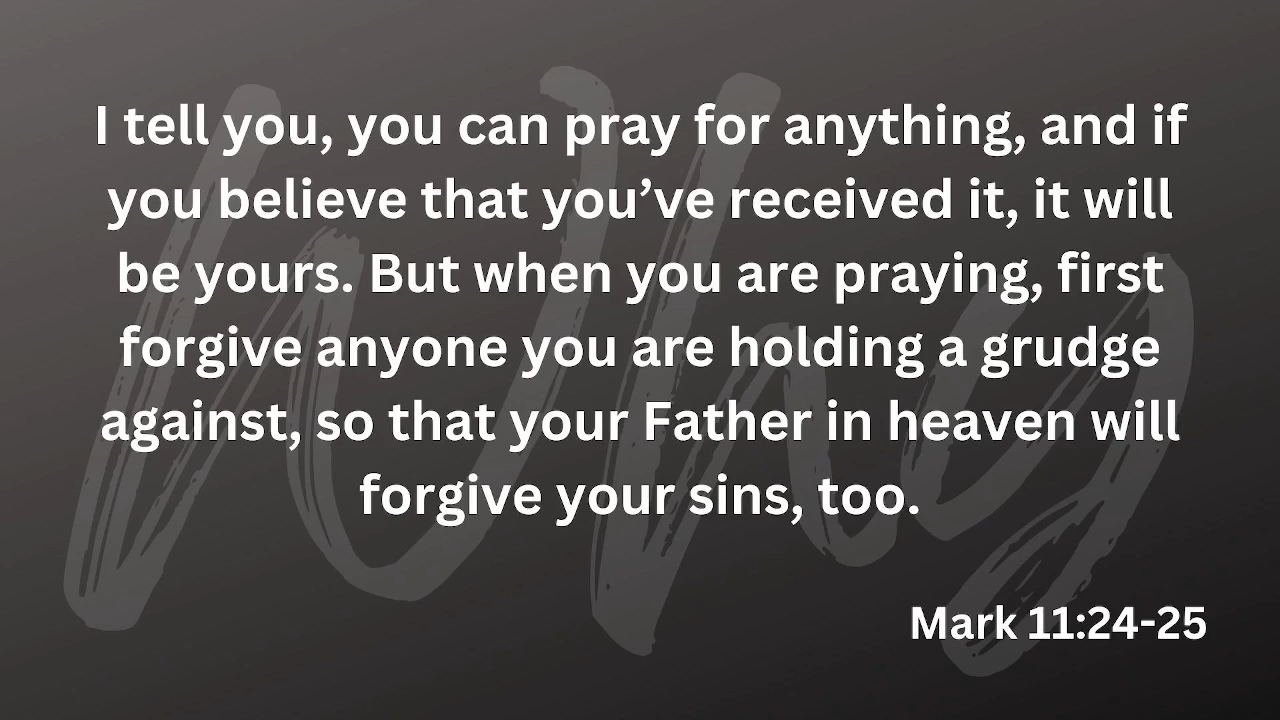 I tell you, you can pray for anything, and if
you believe that you’ve received it, it will
be yours. But when you are praying, first
forgive anyone you are holding a grudge
against, so that your Father in heaven will
forgive your sins, too.
Mark 11:24-25
Why